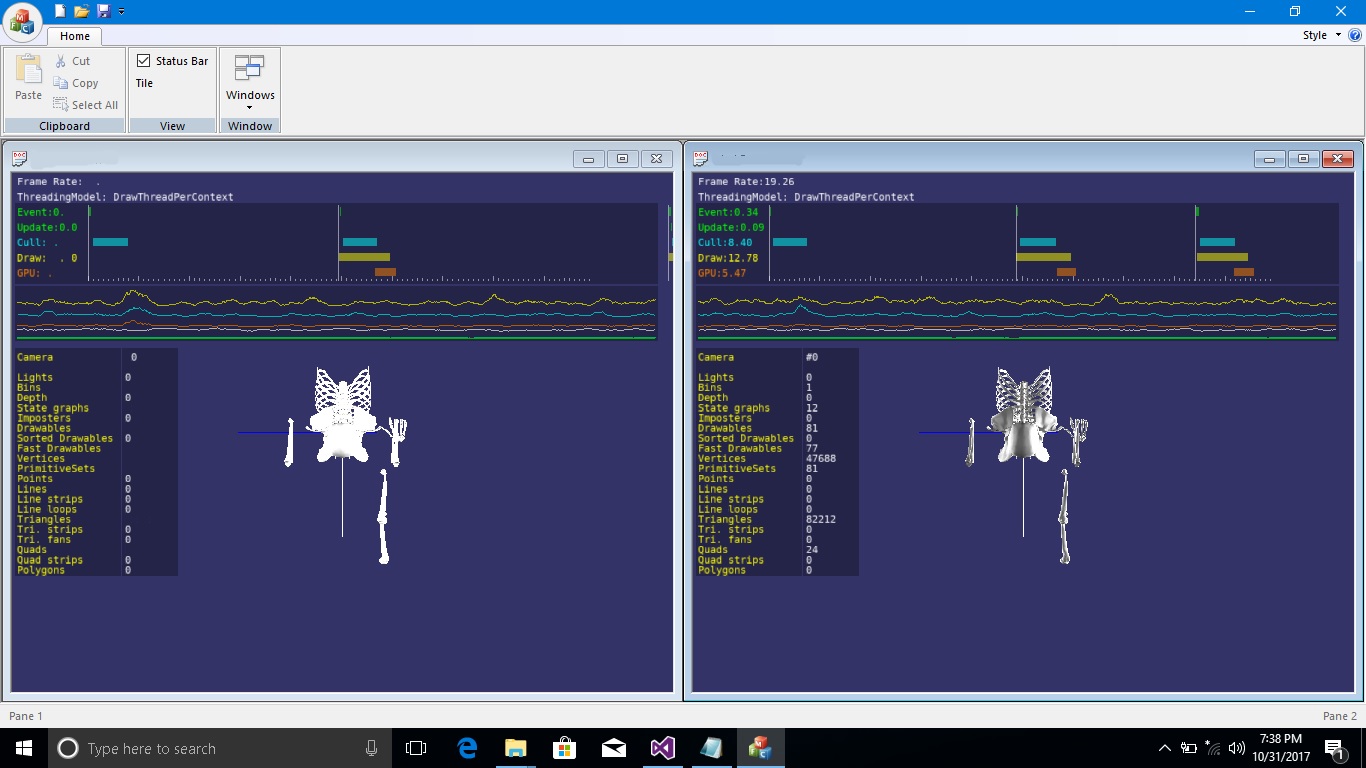 Home
Style
Paste
Cut
Copy
Select All
Clipboard
Status Bar
Tile
View
Windows
Window
Frame Rate: .
ThreadingModel: DrawThreadPerContext
Event:0.
Update:0.0
Cull: .
Draw: . 0
GPU: .
Camera 0
Lights 0
Bins
Depth 0
State graphs
Imposters 0
Drawables
Sorted Drawables 0
Fast Drawables
Vertices
PrimitiveSets
Points 0
Lines 0
Line strips 0
Line loops 0
Triangles
Tri. strips 0
Tri. fans 0
Quads
Quad strips 0
Polygons 0
Frame Rate:19.26
ThreadingModel: DrawThreadPerContext
Event:0.34
Update:0.09
Cull:8.40
Draw:12.78
GPU:5.47
Camera #0
Lights 0
Bins 1
Depth 0
State graphs 12
Imposters 0
Drawables 81
Sorted Drawables 0
Fast Drawables 77
Vertices 47688
PrimitiveSets 81
Points 0
Lines 0
Line strips 0
Line loops 0
Triangles 82212
Tri. strips 0
Tri. fans 0
Quads 24
Quad strips 0
Polygons 0
Pane 1
Pane 2
Type here to search
7:38 PM
10/31/2017
1